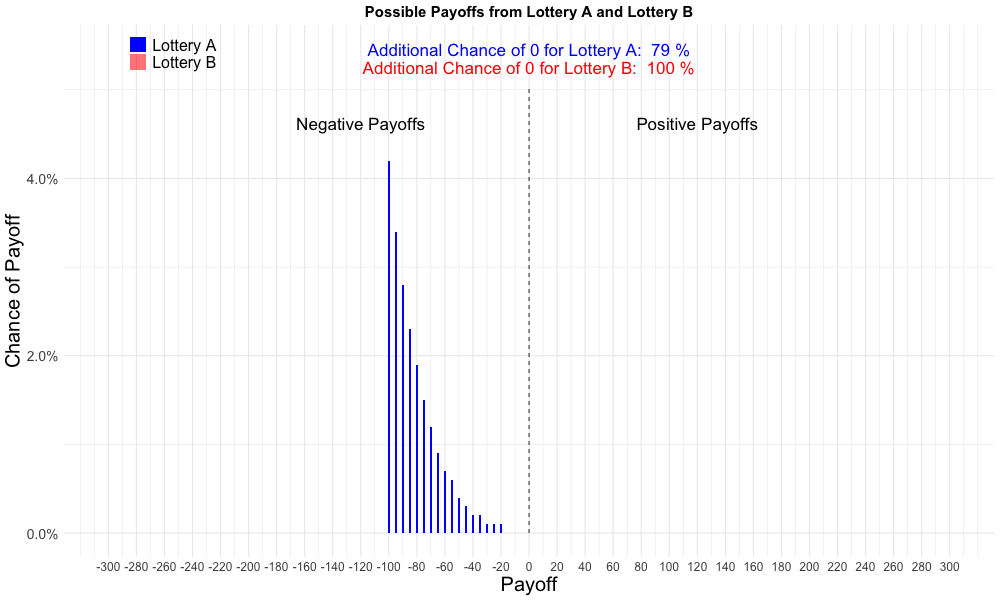 Possible Payoffs from Lottery A and Lottery B
Lottery A
Lottery B
Additional Chance of 0 for Lottery A:  79 %
Additional Chance of 0 for Lottery B:  100 %
Negative Payoffs
Positive Payoffs
Chance of Payoff
4.0%
2.0%
0.0%
-300 -280 -260 -240 -220 -200 -180 -160 -140 -120 -100 -80 -60 -40 -20 0 20 40 60 80 100 120 140 160 180 200 220 240 260 280 300
Payoff